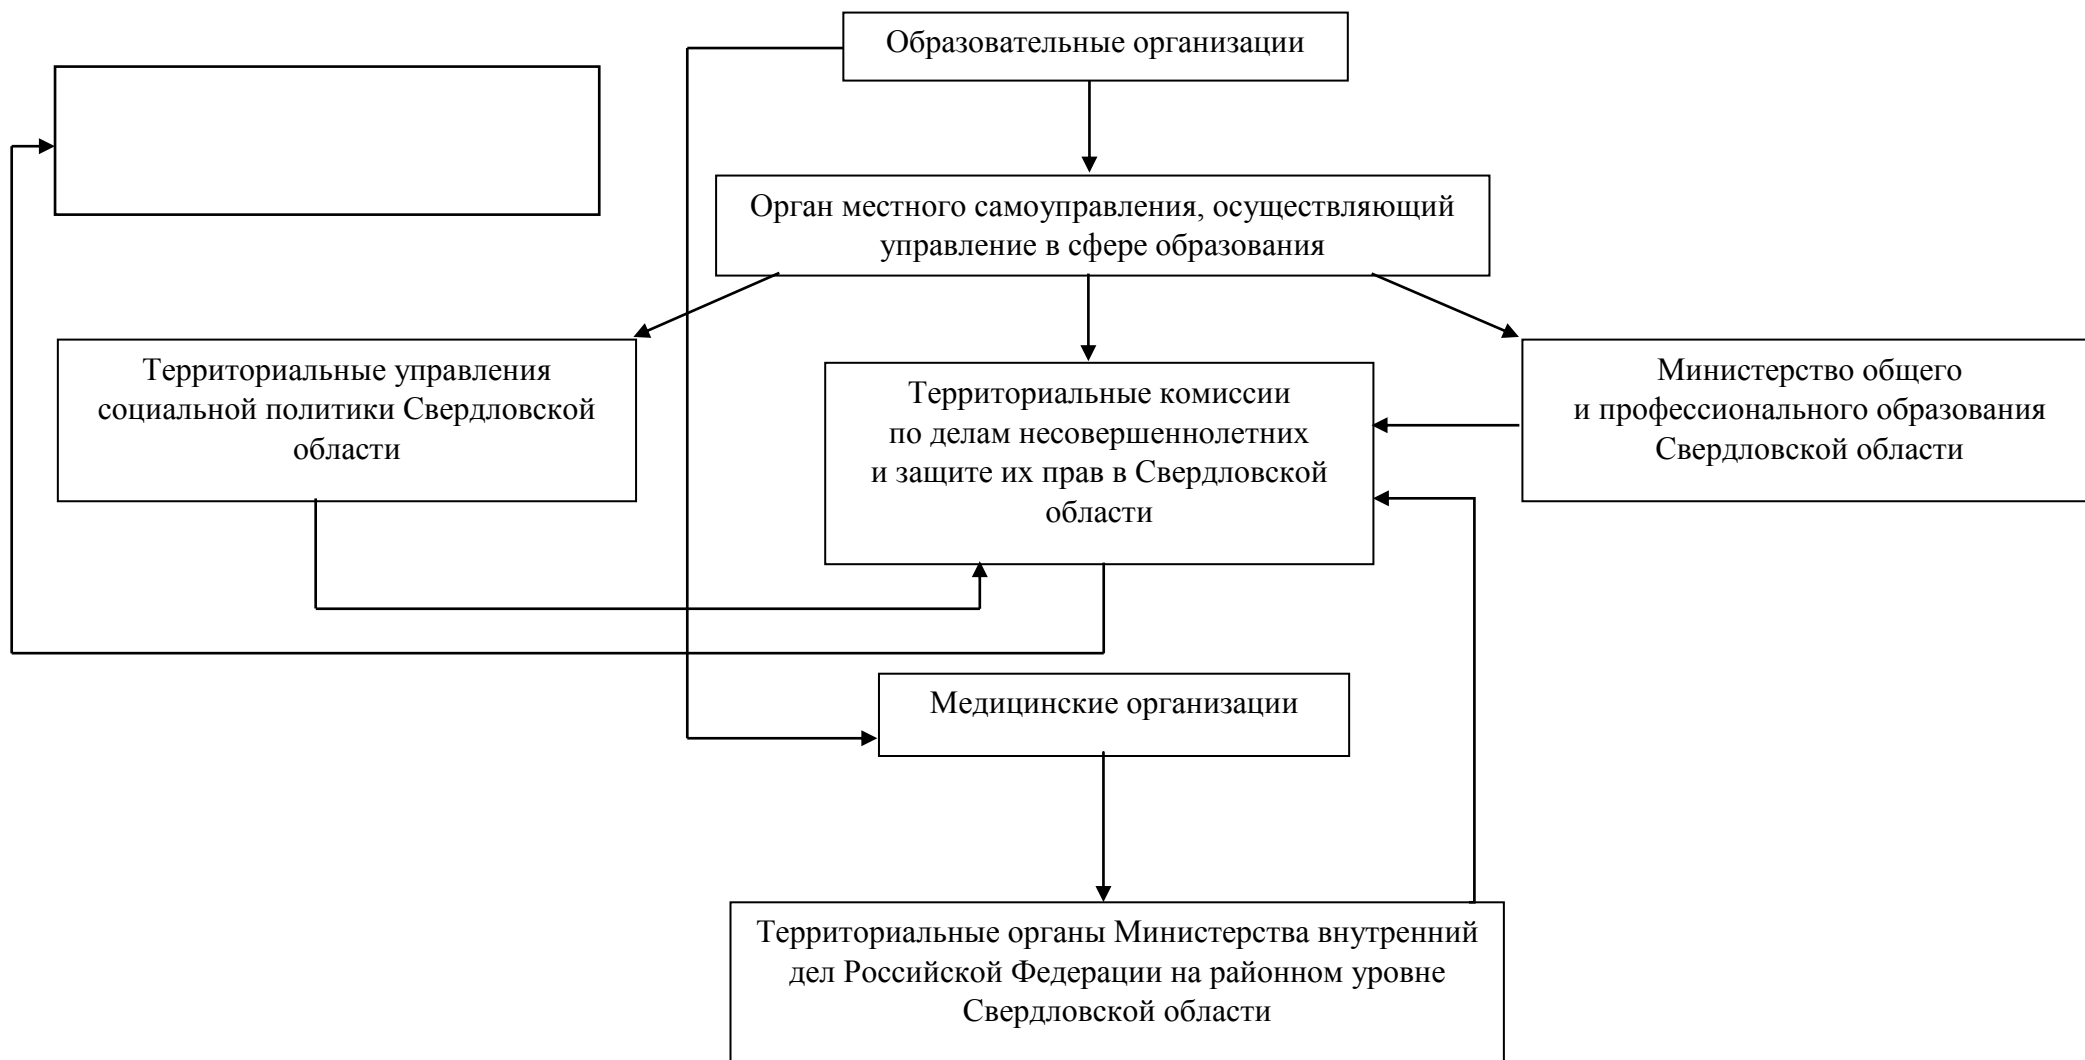 Образовательные организации
Орган местного самоуправления, осуществляющий
управление в сфере образования
Территориальные управления
социальной политики Свердловской
области
Территориальные комиссии
по делам несовершеннолетних
и защите их прав в Свердловской
области
Министерство общего
и профессионального образования
Свердловской области
Медицинские организации
Территориальные органы Министерства внутренний
дел Российской Федерации на районном уровне
Свердловской области